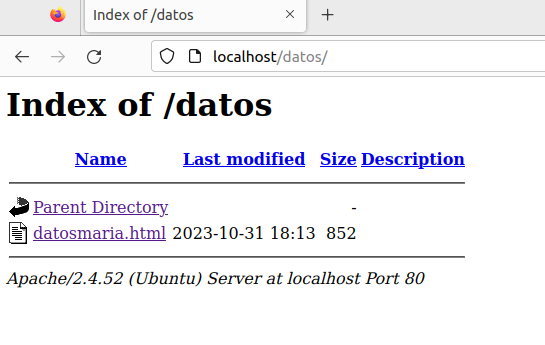 Index of /datos
localhost/datos/
Index of /datos
Name Last modified Size Description
Parent Directory -
datosmaria.html 2023-10-31 18:13 852
Apache/2.4.52 (Ubuntu) Server at localhost Port 80